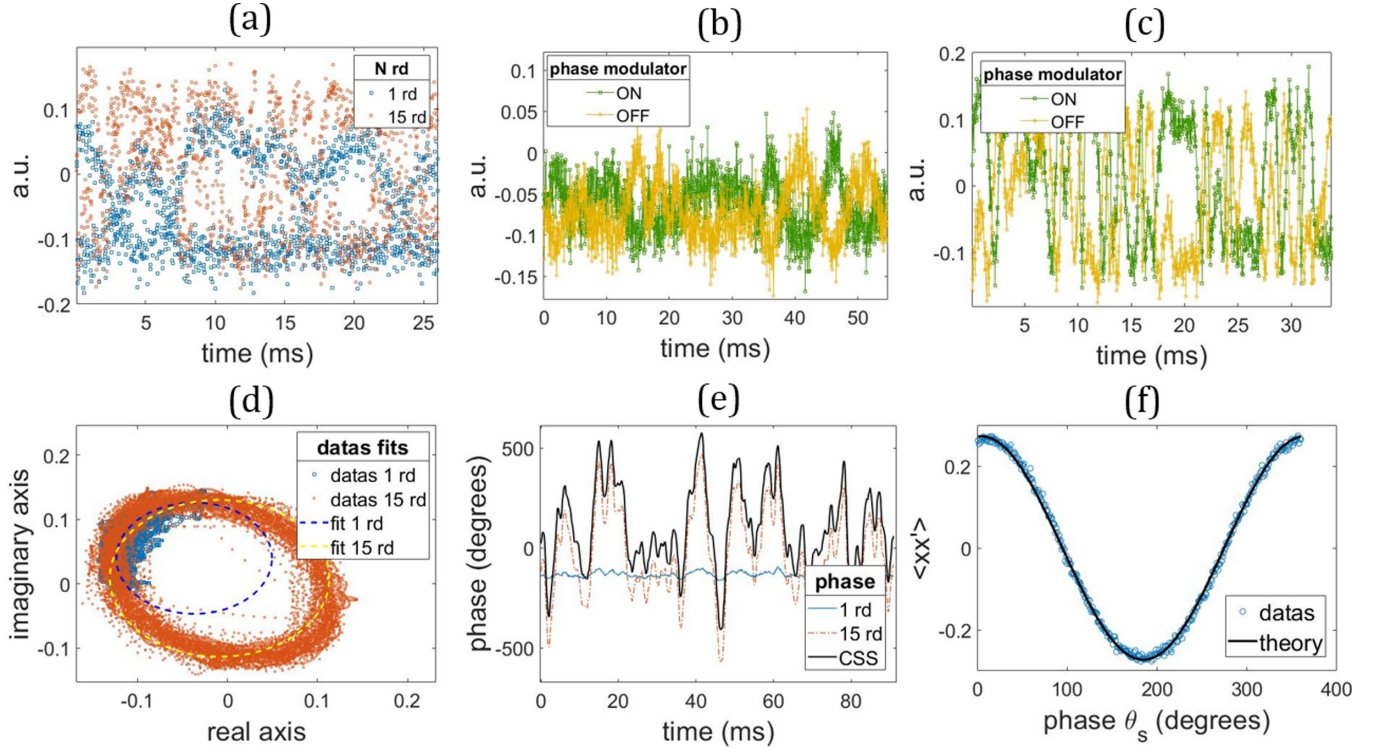 (a)
(b)
(c)
N rd
1 rd
15 rd
0.1
0
-0.1
-0.2
a.u.
5
10
15
20
25
time (ms)
phase modulator
ON
OFF
0.1
0.05
0
-0.05
-0.1
-0.15
a.u.
0
10
20
30
40
50
time (ms)
phase modulator
ON
OFF
0.2
0.1
0
-0.1
a.u.
5
10
15
20
25
30
time (ms)
(d)
(e)
(f)
datas fits
datas 1 rd
datas 15 rd
fit 1 rd
fit 15 rd
0.2
0.1
0
-0.1
imaginary axis
-0.1
0
0.1
0.2
real axis
500
0
-500
phase (degrees)
phase
1 rd
15 rd
CSS
0
20
40
60
80
time (ms)
0.2
0
-0.2
<xx'>
datas
theory
0
100
200
300
400
phase θs (degrees)